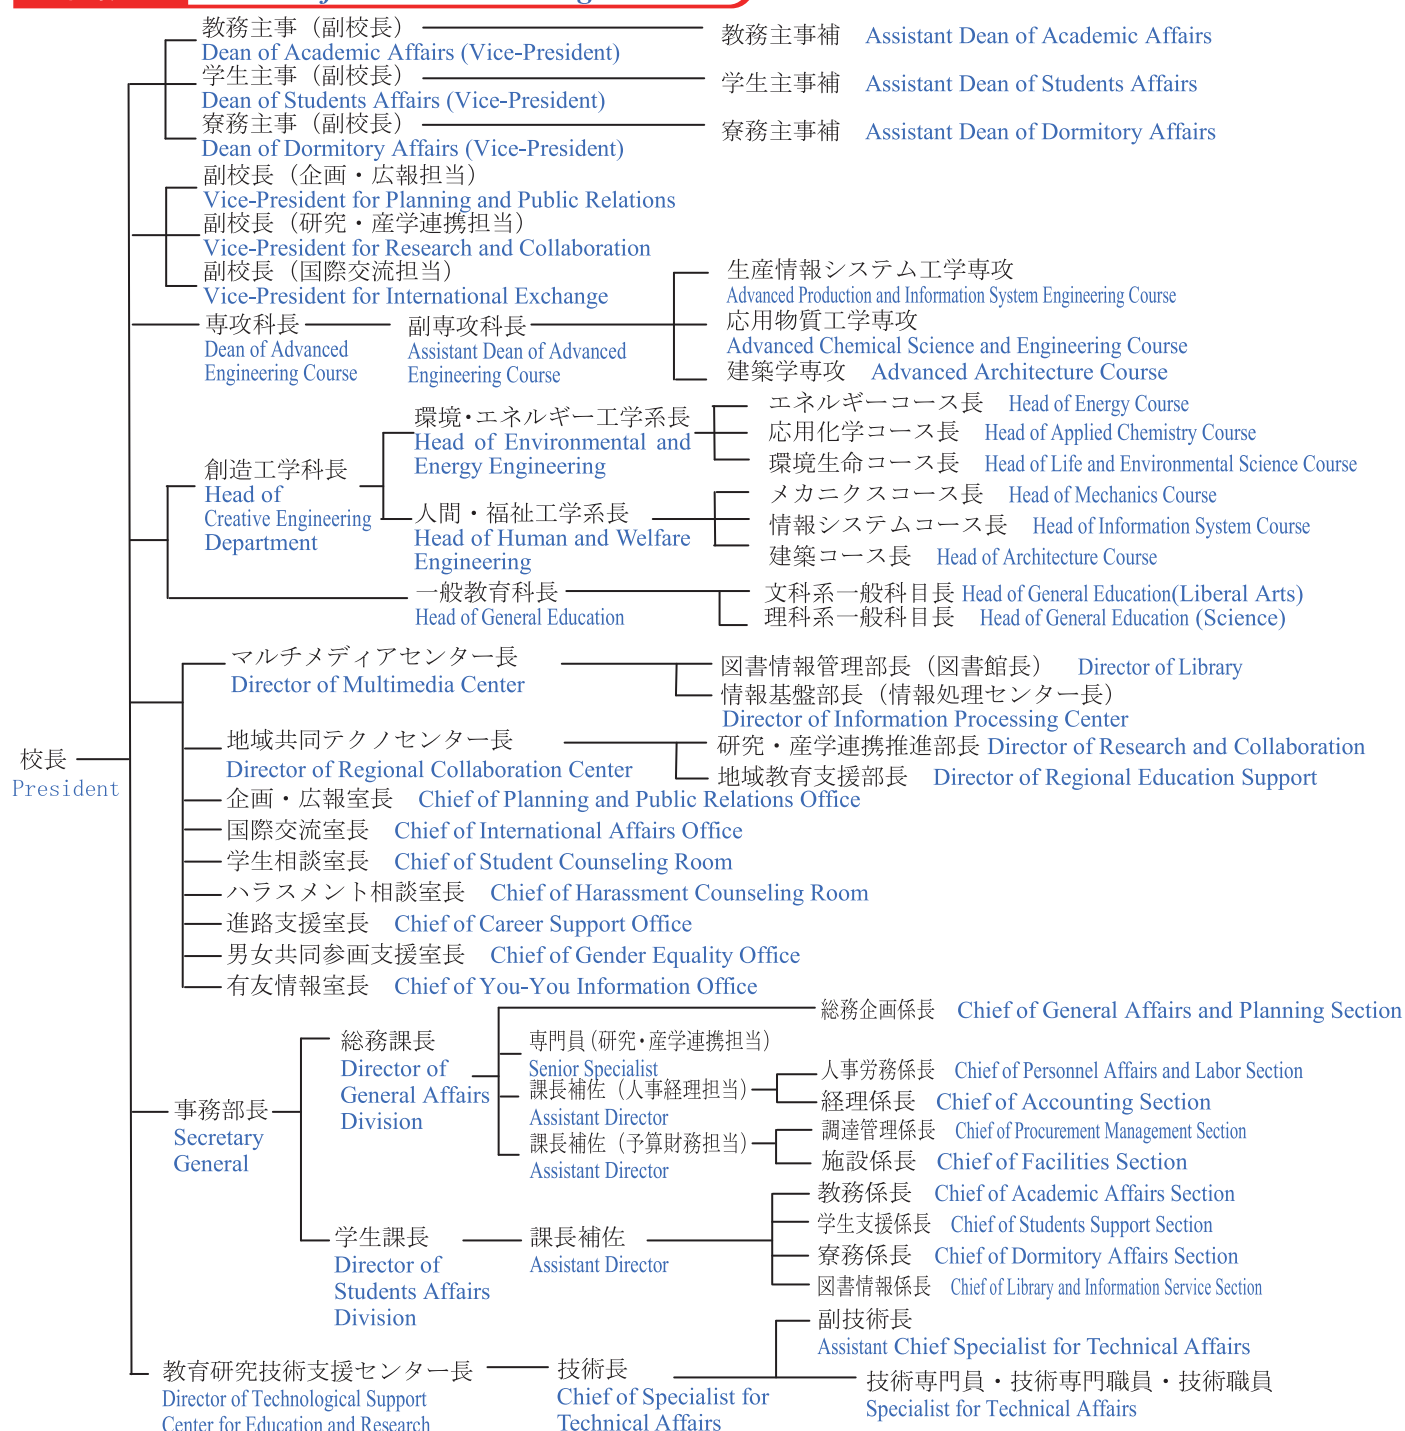 教務主事（副校長）
Dean of Academic Affairs (Vice-President)
教務主事補 Assistant Dean of Academic Affairs
学生主事（副校長）
Dean of Students Affairs (Vice-President)
学生主事補 Assistant Dean of Students Affairs
寮務主事（副校長）
Dean of Dormitory Affairs (Vice-President)
寮務主事補 Assistant Dean of Dormitory Affairs
副校長（企画・広報担当）
Vice-President for Planning and Public Relations
副校長（研究・産学連携担当）
Vice-President for Research and Collaboration
副校長（国際交流担当）
Vice-President for International Exchange
専攻科長
Dean of Advanced
Engineering Course
副専攻科長
Assistant Dean of Advanced
Engineering Course
生産情報システム工学専攻
Advanced Production and Information System Engineering Course
応用物質工学専攻
Advanced Chemical Science and Engineering Course
建築学専攻 Advanced Architecture Course
創造工学科長
Head of
Creative Engineering
Department
環境・エネルギー工学系長
Head of Environmental and
Energy Engineering
エネルギーコース長 Head of Energy Course
応用化学コース長 Head of Applied Chemistry Course
環境生命コース長 Head of Life and Environmental Science Course
人間・福祉工学系長
Head of Human and Welfare
Engineering
メカニクスコース長 Head of Mechanics Course
情報システムコース長 Head of Information System Course
建築コース長 Head of Architecture Course
一般教育科長
Head of General Education
文科系一般科目長 Head of General Education(Liberal Arts)
理科系一般科目長 Head of General Education (Science)
マルチメディアセンター長
Director of Multimedia Center
図書情報管理部長（図書館長） Director of Library
情報基盤部長（情報処理センター長）
Director of Information Processing Center
校長
President
地域共同テクノセンター長
Director of Regional Collaboration Center
研究・産学連携推進部長 Director of Research and Collaboration
地域教育支援部長 Director of Regional Education Support
企画・広報室長 Chief of Planning and Public Relations Office
国際交流室長 Chief of International Affairs Office
学生相談室長 Chief of Student Counseling Room
ハラスメント相談室長 Chief of Harassment Counseling Room
進路支援室長 Chief of Career Support Office
男女共同参画支援室長 Chief of Gender Equality Office
有友情報室長 Chief of You-You Information Office
事務部長
Secretary
General
総務課長
Director of
General Affairs
Division
総務企画係長 Chief of General Affairs and Planning Section
専門員（研究・産学連携担当）
Senior Specialist
課長補佐（人事経理担当）
Assistant Director
人事労務係長 Chief of Personnel Affairs and Labor Section
経理係長 Chief of Accounting Section
課長補佐（予算財務担当）
Assistant Director
調達管理係長 Chief of Procurement Management Section
施設係長 Chief of Facilities Section
学生課長
Director of
Students Affairs
Division
課長補佐
Assistant Director
教務係長 Chief of Academic Affairs Section
学生支援係長 Chief of Students Support Section
寮務係長 Chief of Dormitory Affairs Section
図書情報係長 Chief of Library and Information Service Section
教育研究技術支援センター長
Director of Technological Support
Center for Education and Research
技術長
Chief of Specialist for
Technical Affairs
副技術長
Assistant Chief Specialist for Technical Affairs
技術専門員・技術専門職員・技術職員
Specialist for Technical Affairs